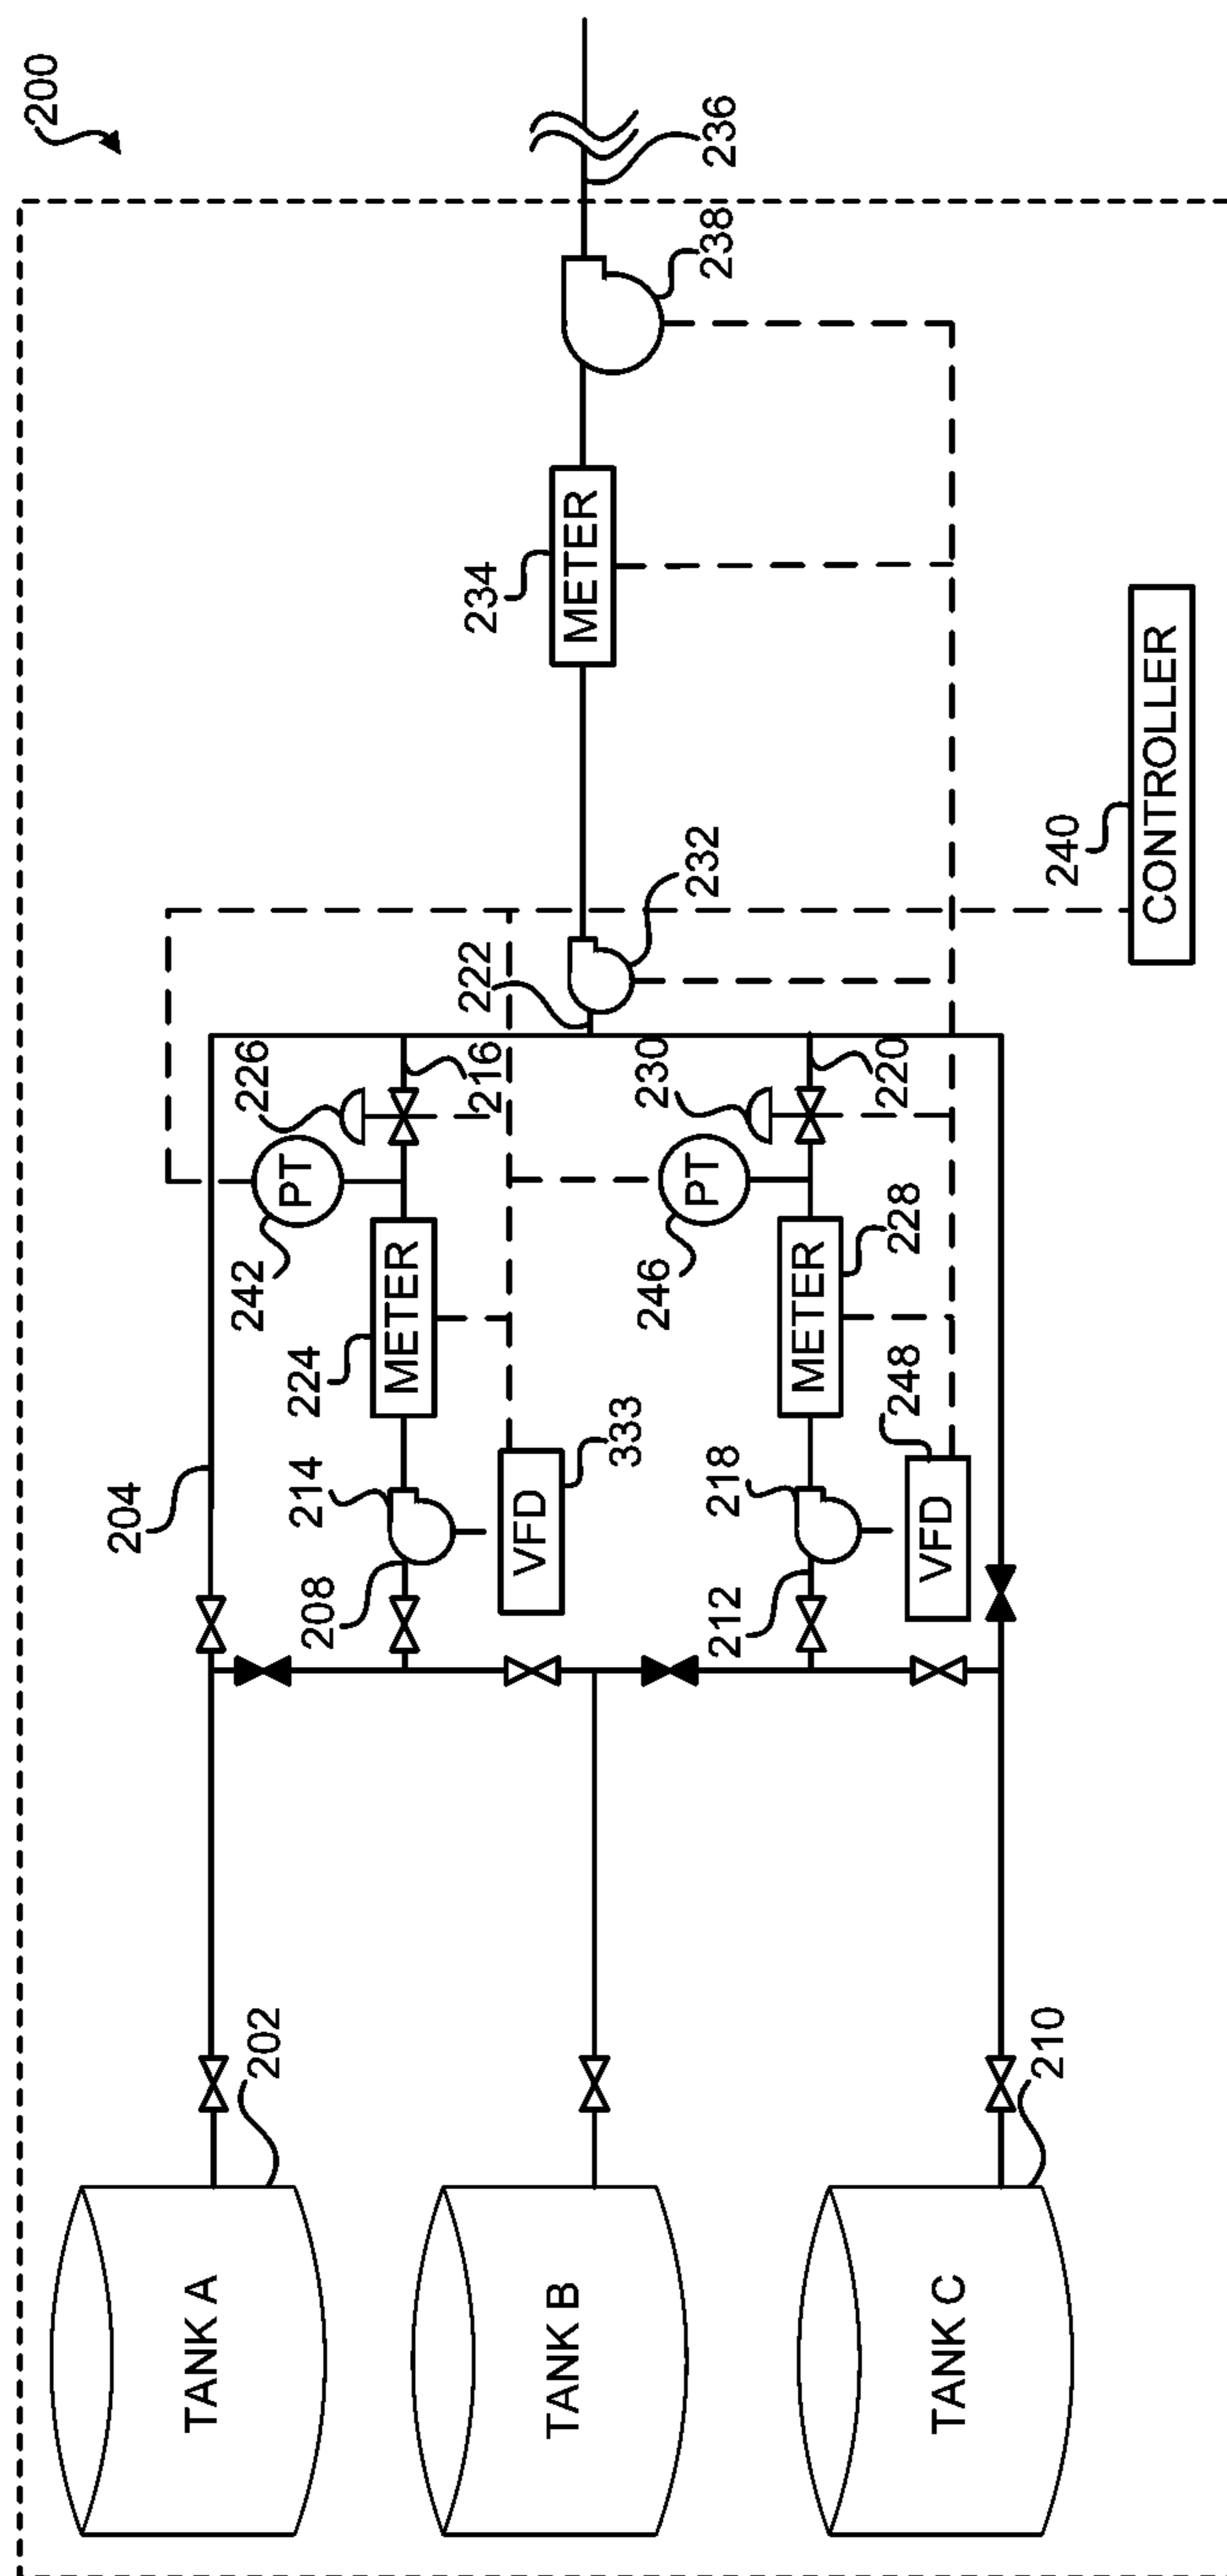 200
236
238
234
METER
232
222
240
CONTROLLER
226
216
PT
242
224
METER
230
220
PT
246
228
METER
204
214
208
333
VFD
218
212
248
VFD
202
TANK A
TANK B
210
TANK C